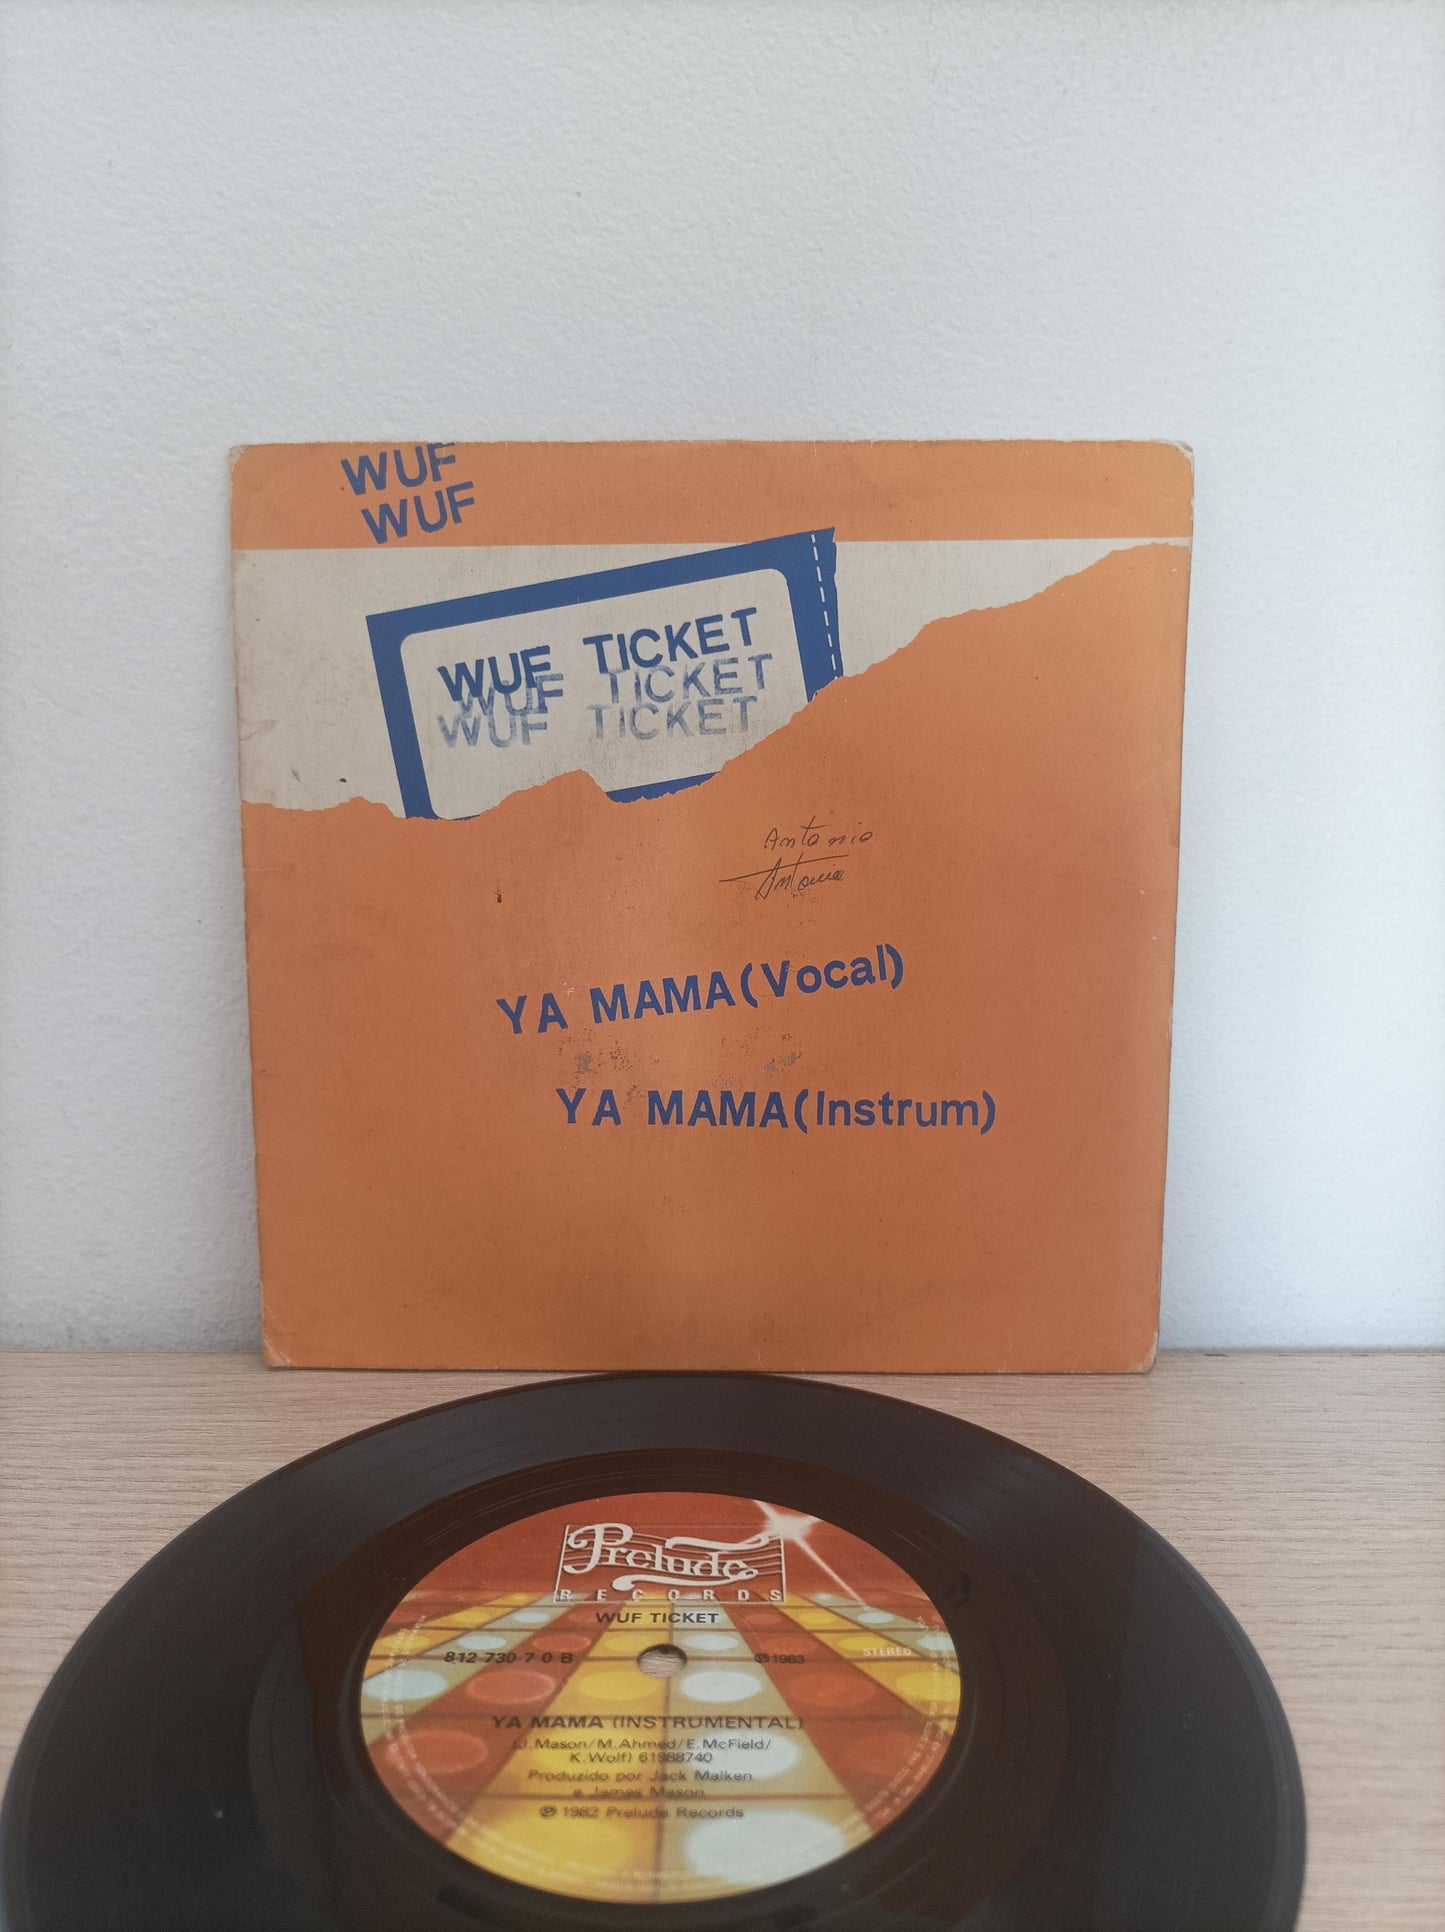 WUF
WUF
WUF TICKET
WUF TICKET
WUF TICKET
Antonio
Antonio
YA MAMA (Vocal)
YA MAMA (Instrum)
Prelude
RECORDS
WUF TICKET
812 730-7 0 B
℗ 1983
STEREO
YA MAMA (INSTRUMENTAL)
(J. Mason/M. Ahmed/E. McField/
K. Wolf) 61988740
Produzido por Jack Malken
e James Mason
℗ 1982 Prelude Records